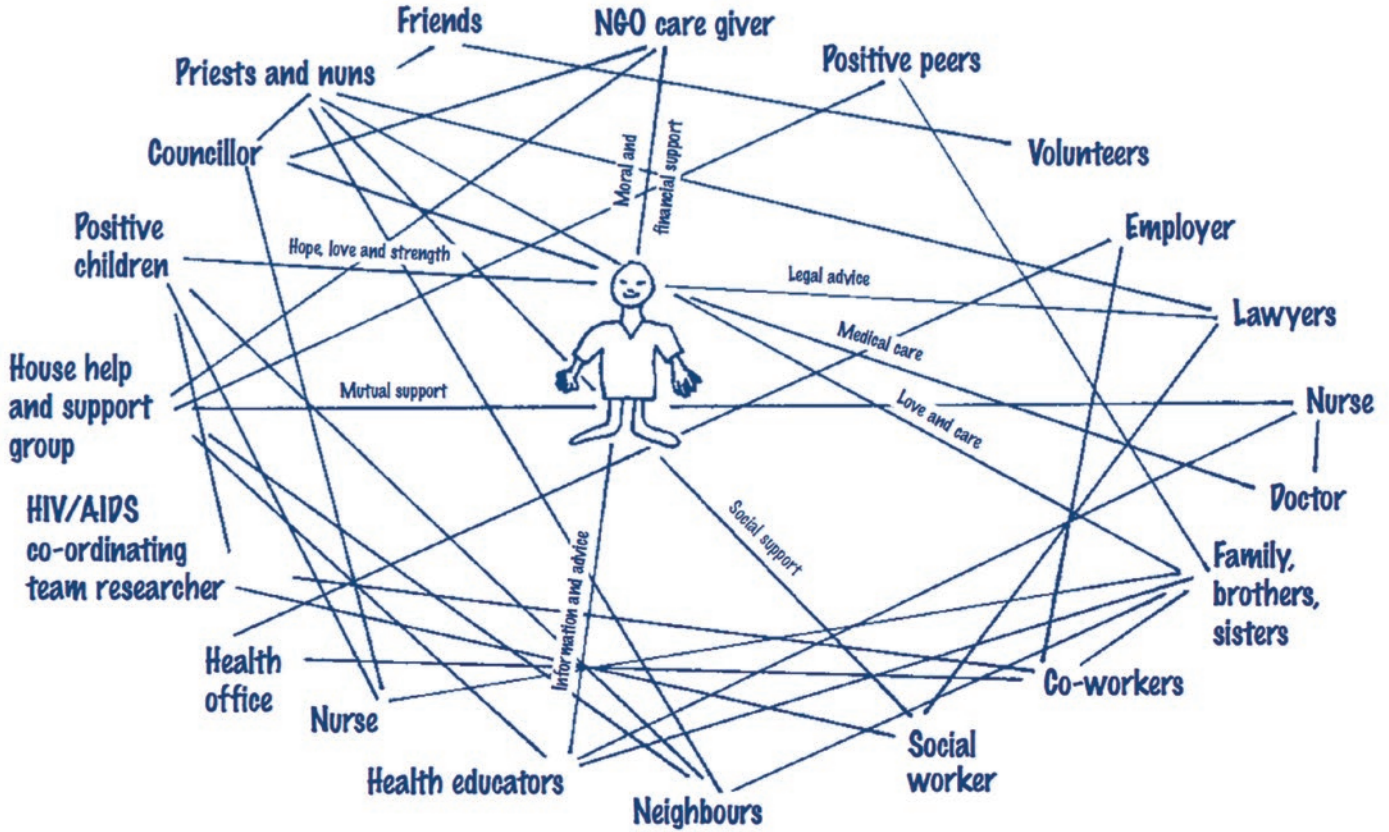 Friends
NGO care giver
Positive peers
Priests and nuns
Councillor
Volunteers
Moral and
financial support
Positive
children
Hope, love and strength
Employer
Legal advice
Lawyers
Medical care
House help
and support
group
Mutual support
Love and care
Nurse
Doctor
HIV/AIDS
co-ordinating
team researcher
Social support
Information and advice
Family,
brothers,
sisters
Health
office
Nurse
Co-workers
Health educators
Neighbours
Social
worker